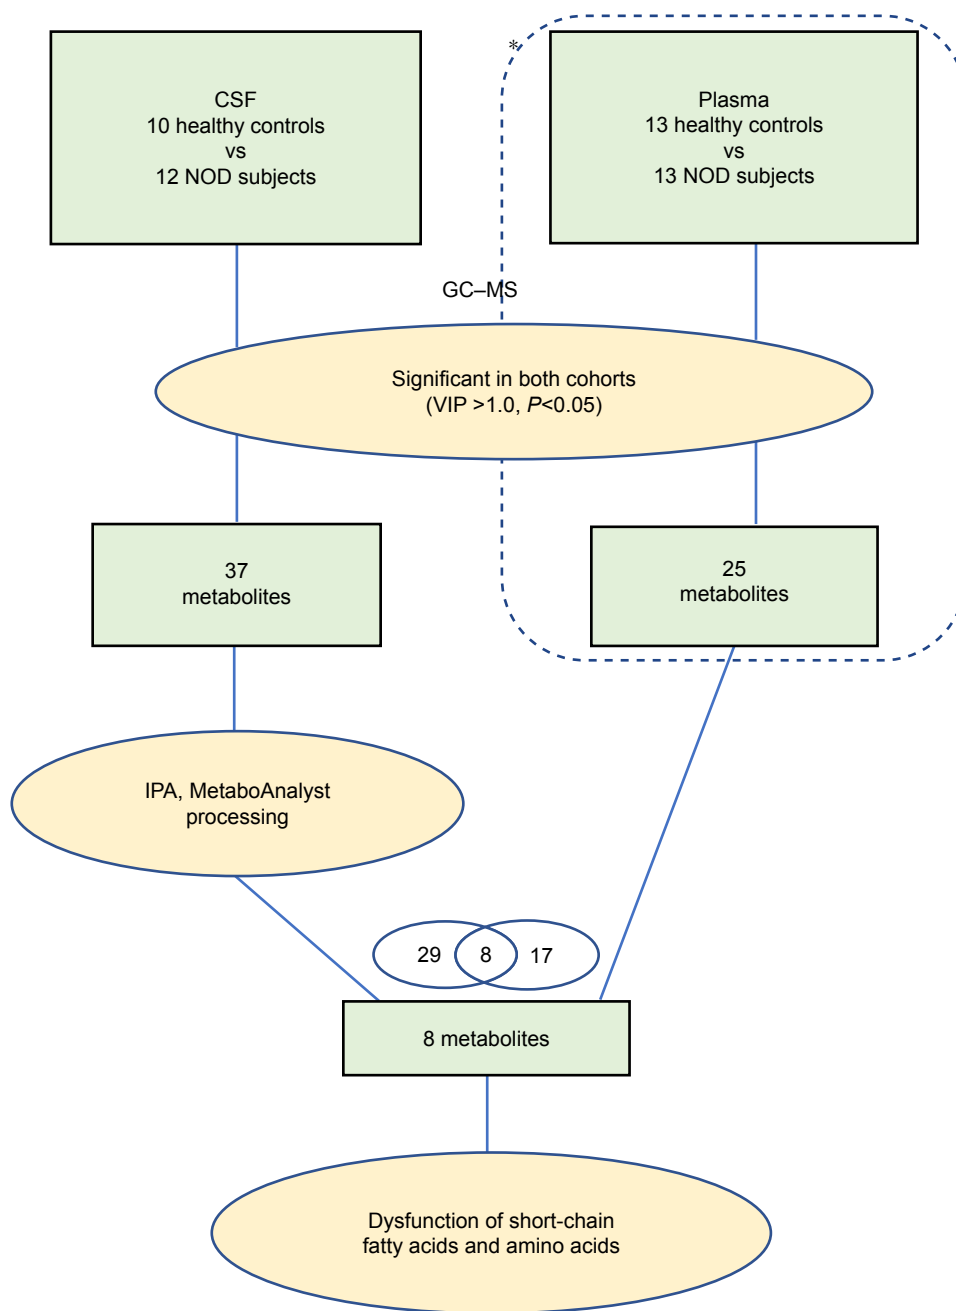 CSF
10 healthy controls
vs
12 NOD subjects
*
Plasma
13 healthy controls
vs
13 NOD subjects
GC–MS
Significant in both cohorts
(VIP >1.0, P<0.05)
37
metabolites
25
metabolites
IPA, MetaboAnalyst
processing
29 8 17
8 metabolites
Dysfunction of short-chain
fatty acids and amino acids